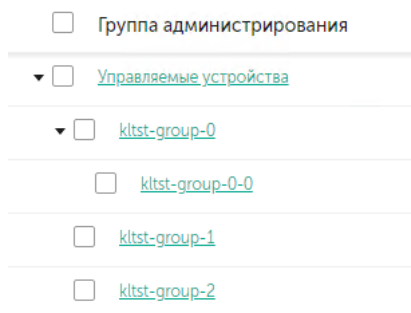 Группа администрирования
Управляемые устройства
kltst-group-0
kltst-group-0-0
kltst-group-1
kltst-group-2